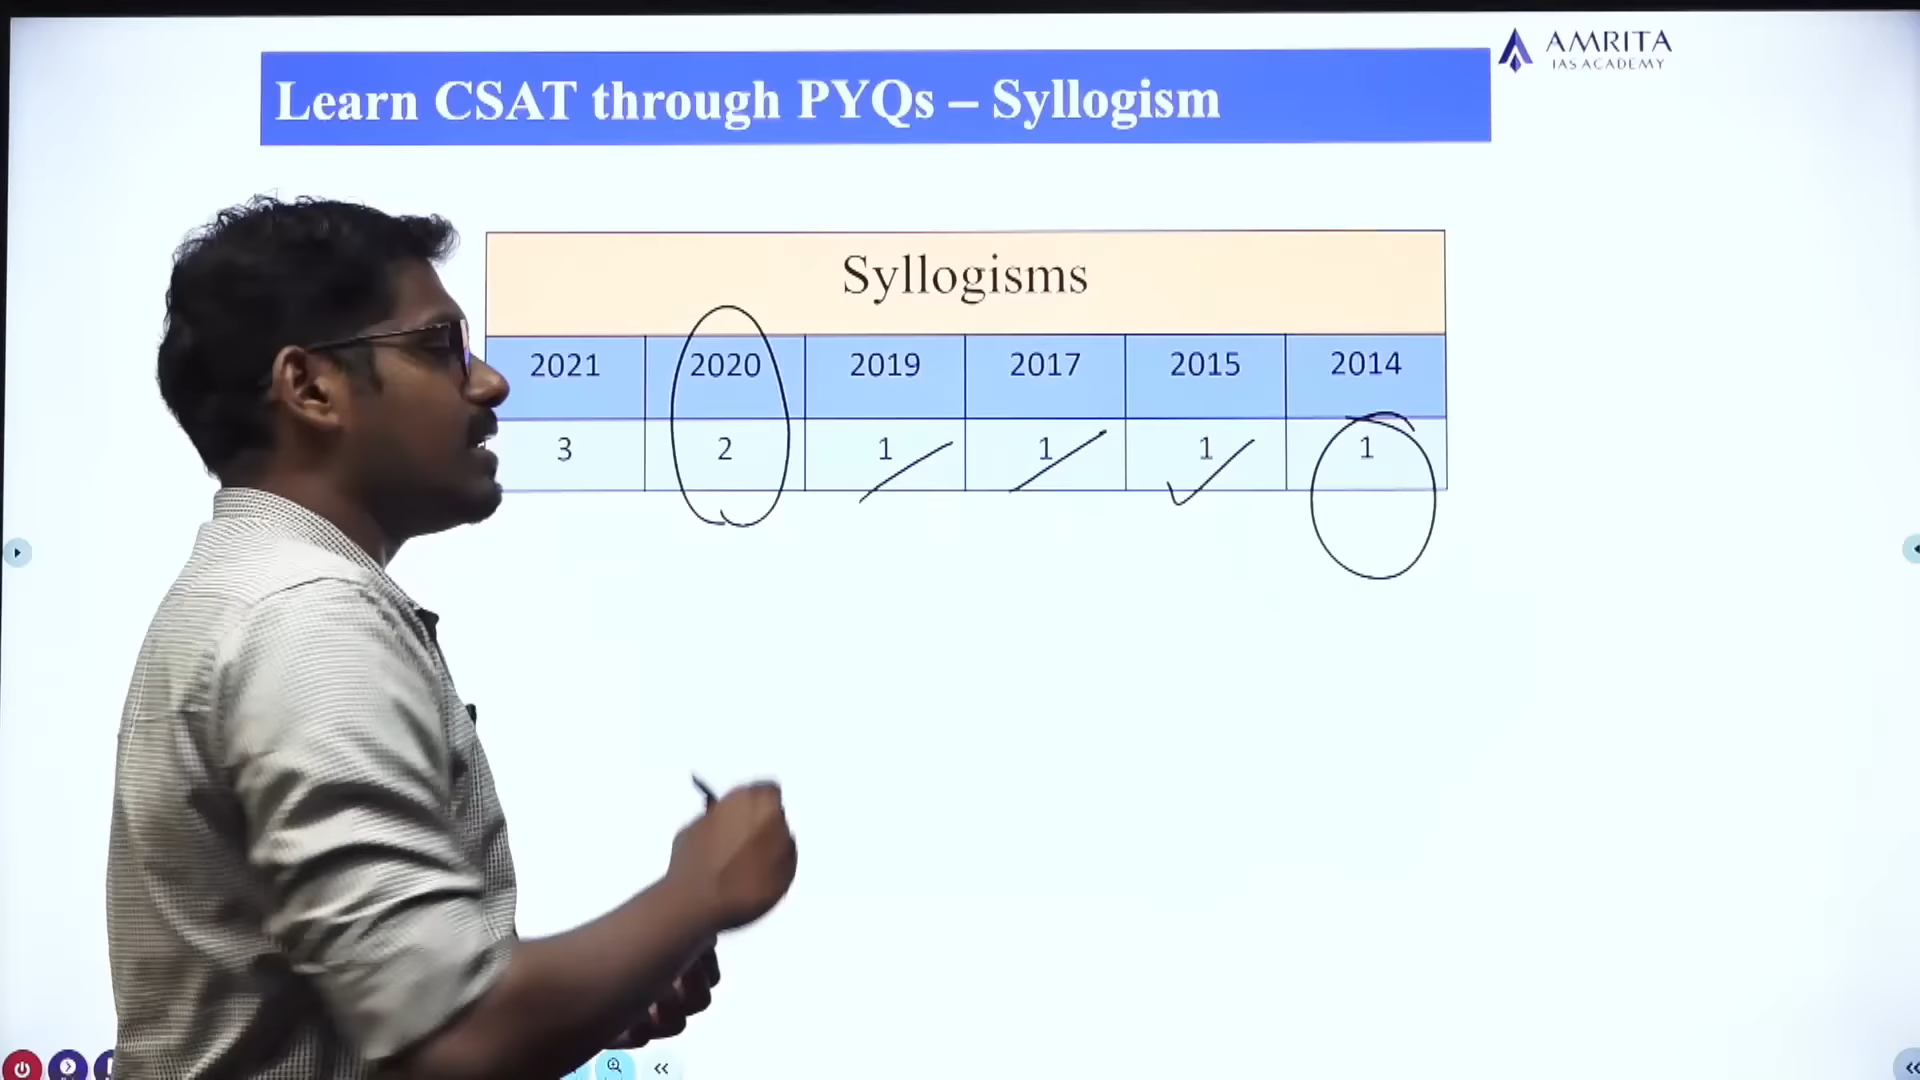 AMRITA
IAS ACADEMY
Learn CSAT through PYQs – Syllogism
Syllogisms
2021 2020 2019 2017 2015 2014
3 2 1 1 1 1